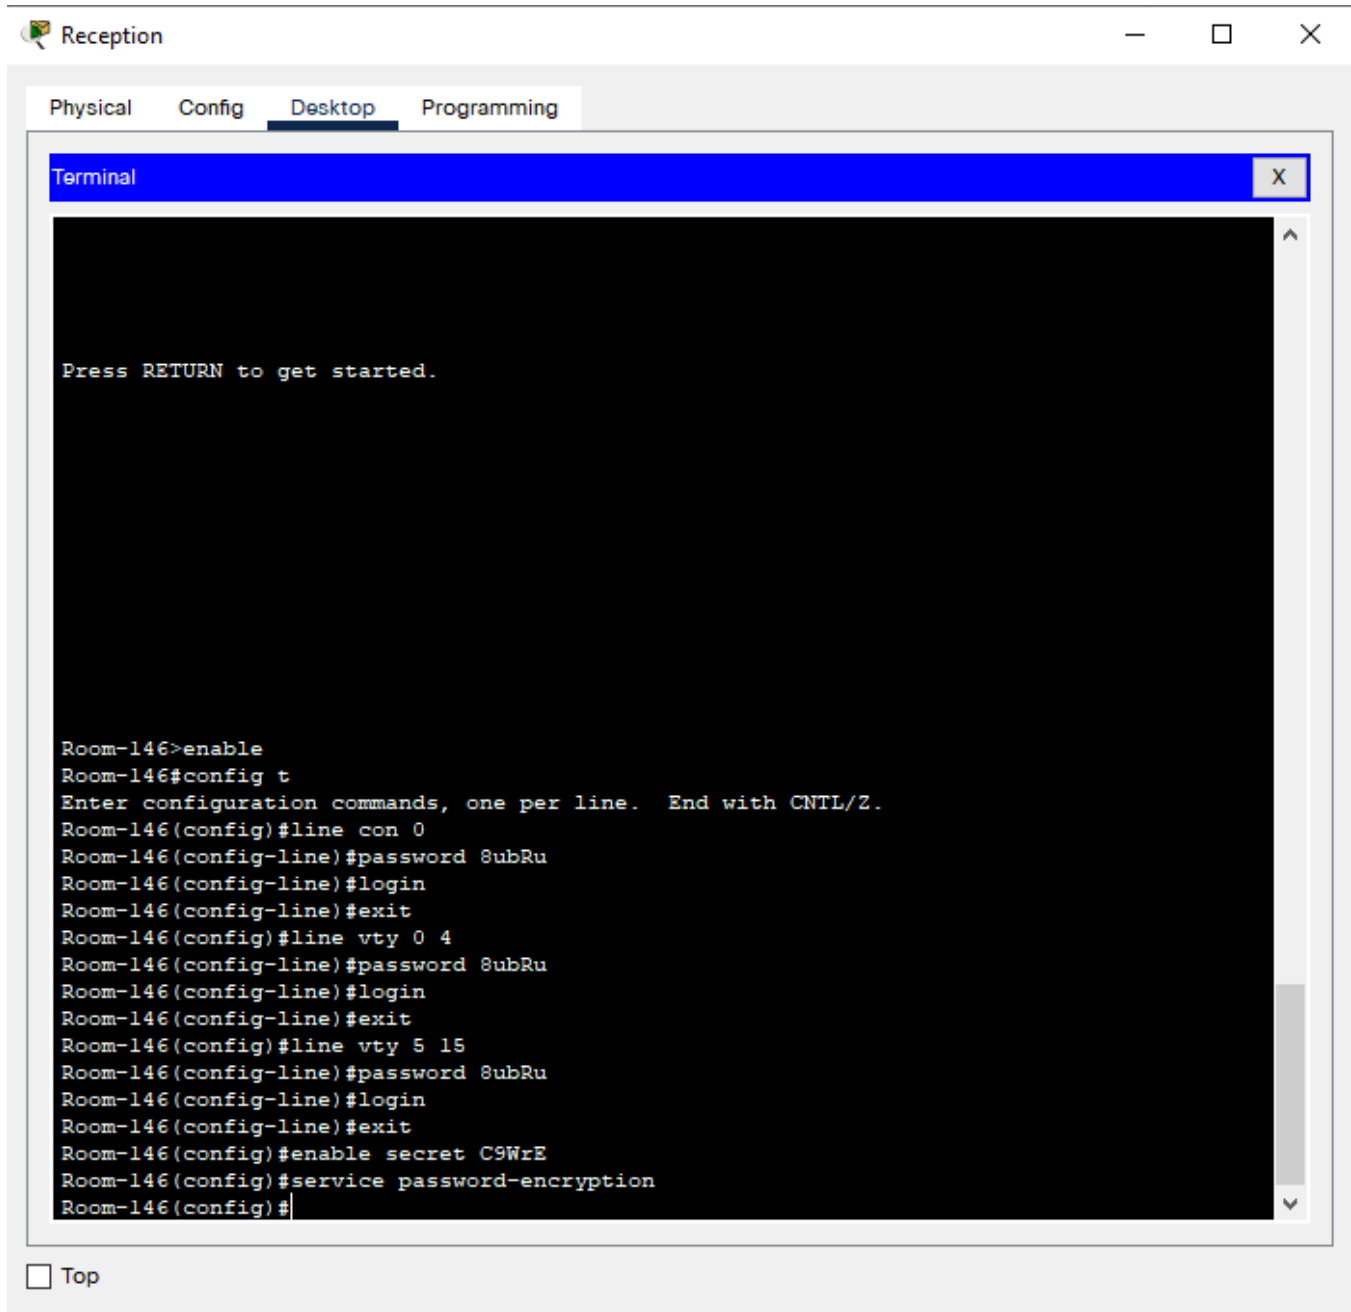 Reception
Physical Config Desktop Programming
Terminal
X
Press RETURN to get started.
Room-146>enable
Room-146#config t
Enter configuration commands, one per line.  End with CNTL/Z.
Room-146(config)#line con 0
Room-146(config-line)#password 8ubRu
Room-146(config-line)#login
Room-146(config-line)#exit
Room-146(config)#line vty 0 4
Room-146(config-line)#password 8ubRu
Room-146(config-line)#login
Room-146(config-line)#exit
Room-146(config)#line vty 5 15
Room-146(config-line)#password 8ubRu
Room-146(config-line)#login
Room-146(config-line)#exit
Room-146(config)#enable secret C9WrE
Room-146(config)#service password-encryption
Room-146(config)#
Top